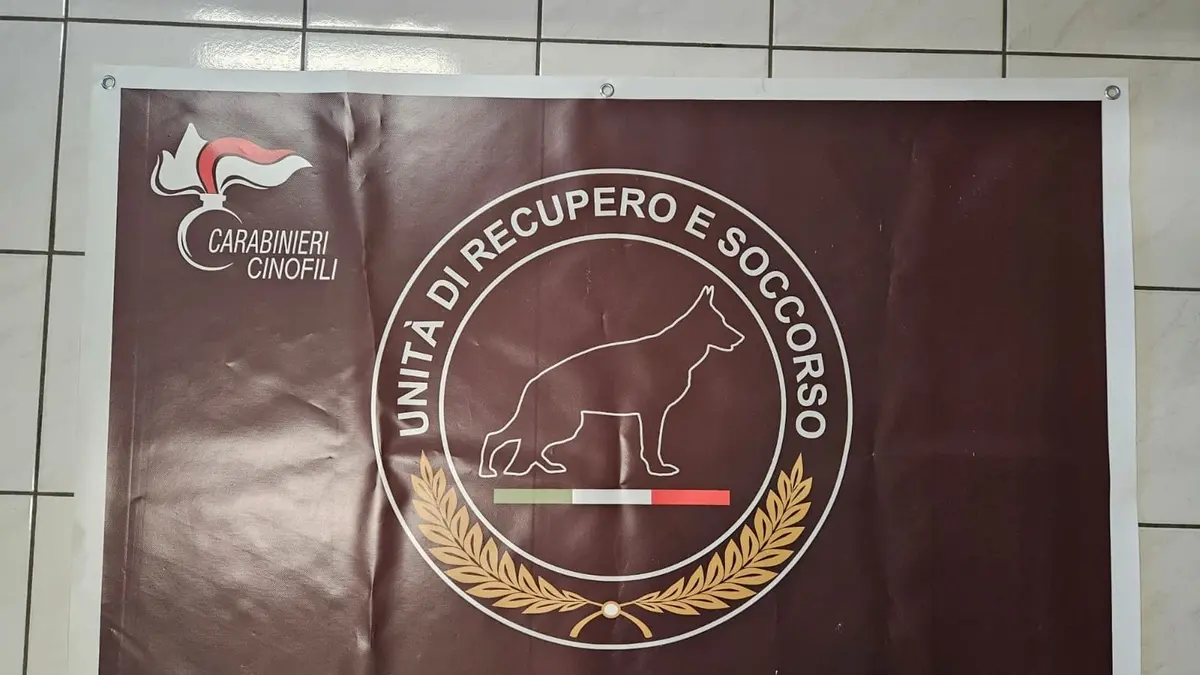 CARABINIERI
CINOFILI
UNITÀ DI RECUPERO E SOCCORSO